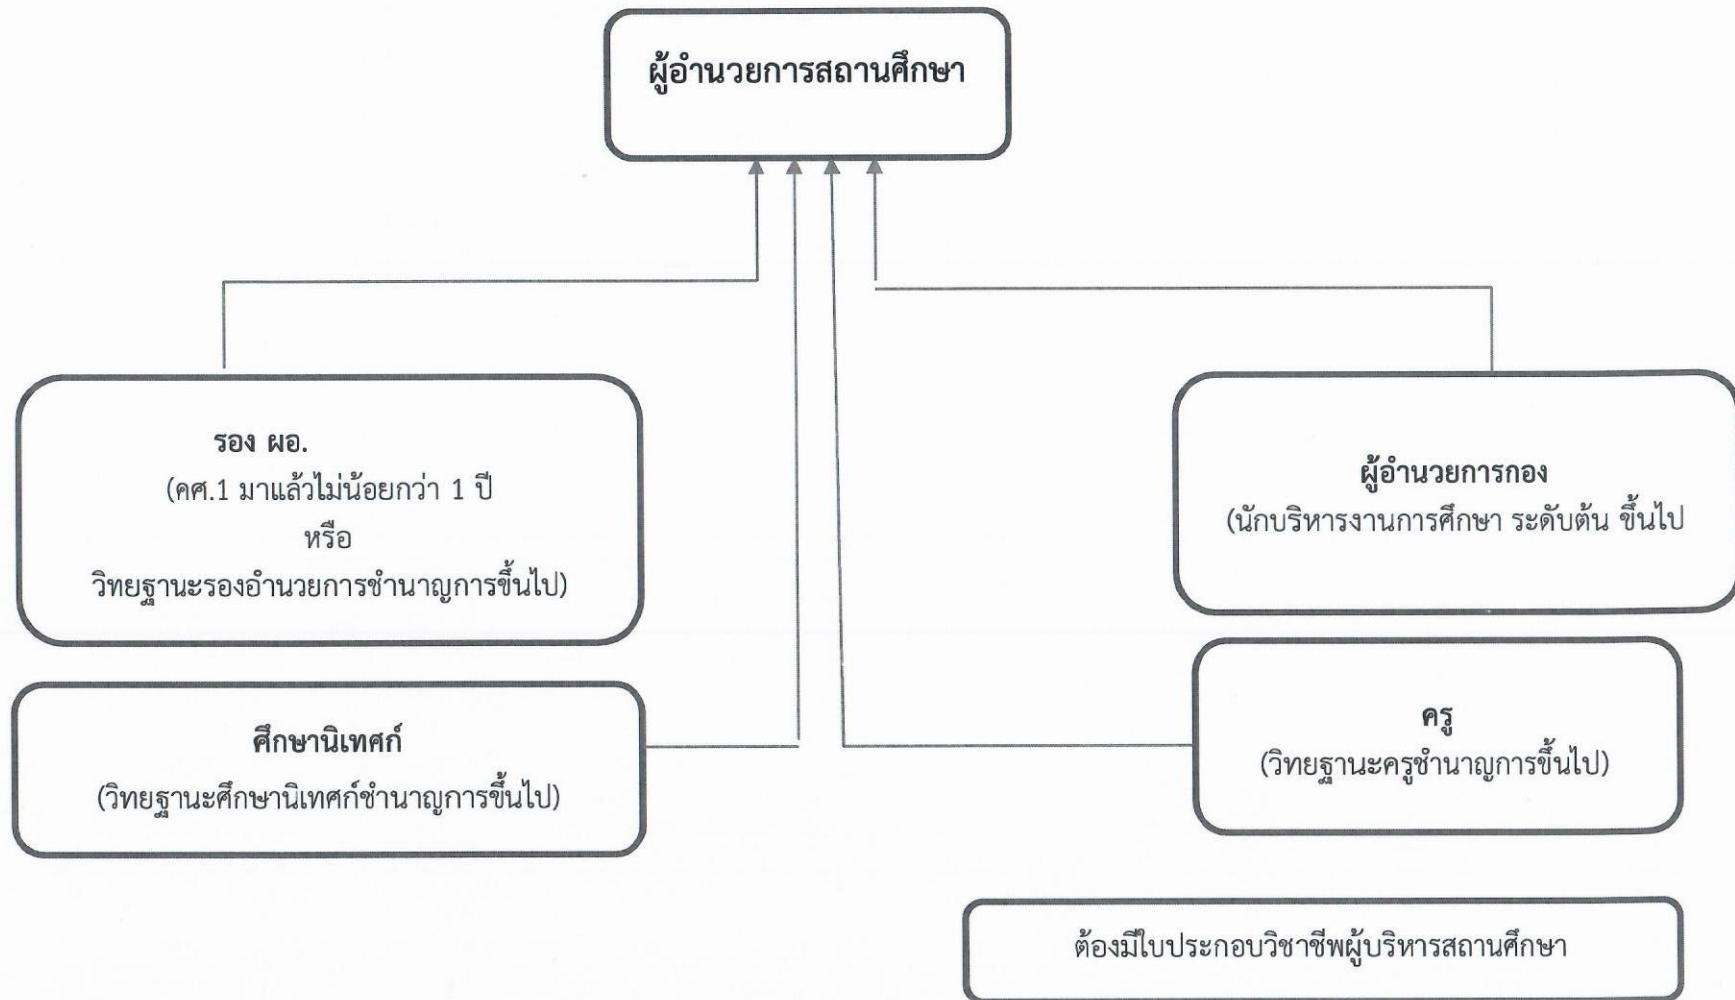 ผู้อำนวยการสถานศึกษา
รอง ผอ.
(คศ.1 มาแล้วไม่น้อยกว่า 1 ปี
หรือ
วิทยฐานะรองอำนวยการชำนาญการขึ้นไป)
ผู้อำนวยการกอง
(นักบริหารงานการศึกษา ระดับต้น ขึ้นไป
ศึกษานิเทศก์
(วิทยฐานะศึกษานิเทศก์ชำนาญการขึ้นไป)
ครู
(วิทยฐานะครูชำนาญการขึ้นไป)
ต้องมีใบประกอบวิชาชีพผู้บริหารสถานศึกษา